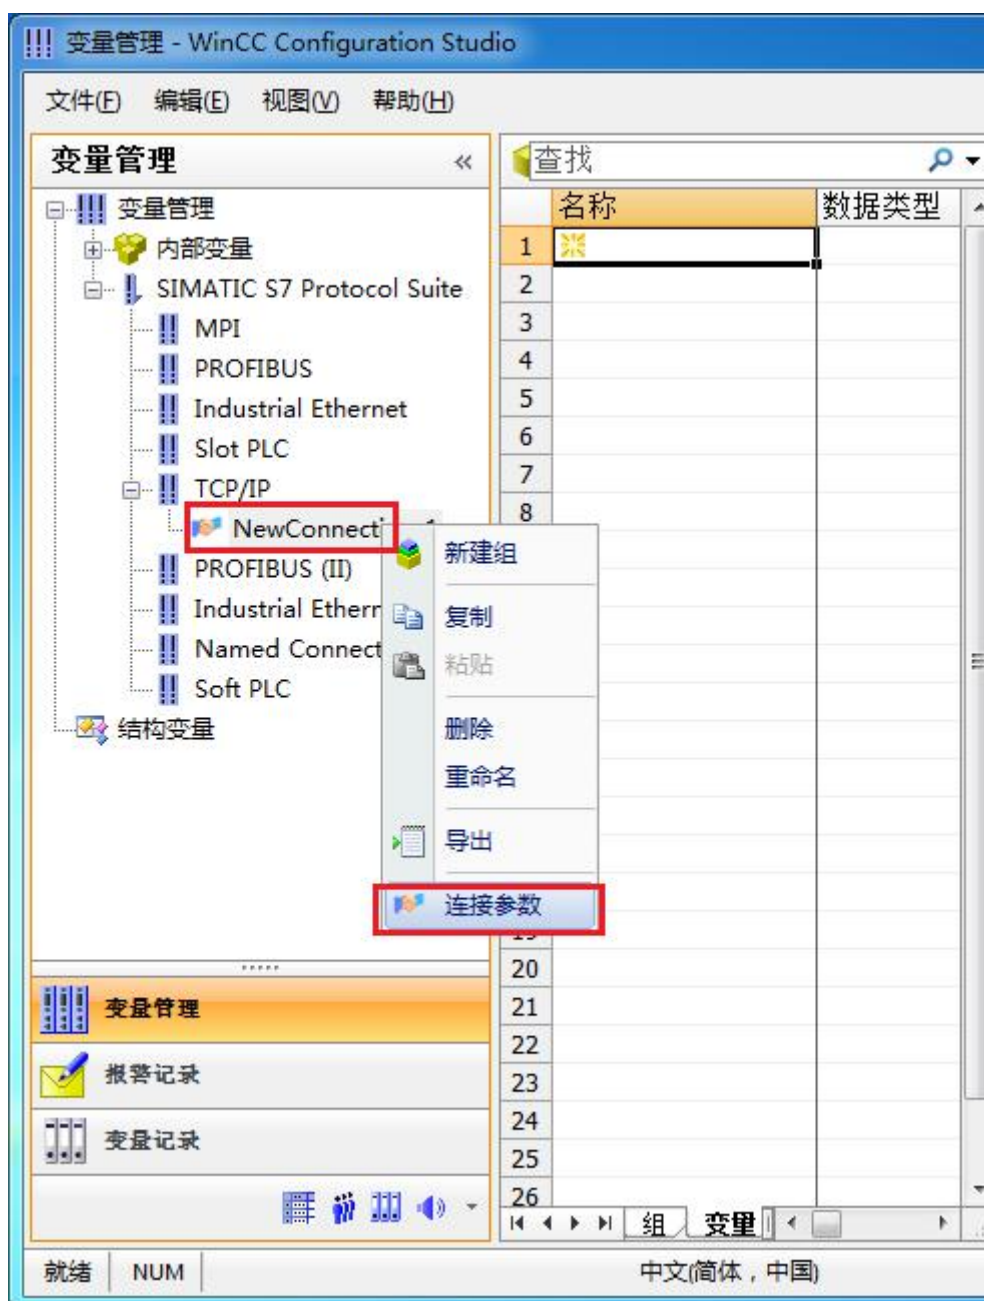 变量管理 - WinCC Configuration Studio
文件(F) 编辑(E) 视图(V) 帮助(H)
变量管理 «
查找
变量管理
内部变量
SIMATIC S7 Protocol Suite
MPI
PROFIBUS
Industrial Ethernet
Slot PLC
TCP/IP
NewConnecti
PROFIBUS (II)
Industrial Ethern
Named Connect
Soft PLC
结构变量
名称 数据类型
1
2
3
4
5
6
7
8
新建组
复制
粘贴
删除
重命名
导出
连接参数
19
20
21
22
23
24
25
26
变量管理
报警记录
变量记录
组 变量
就绪 NUM 中文(简体，中国)